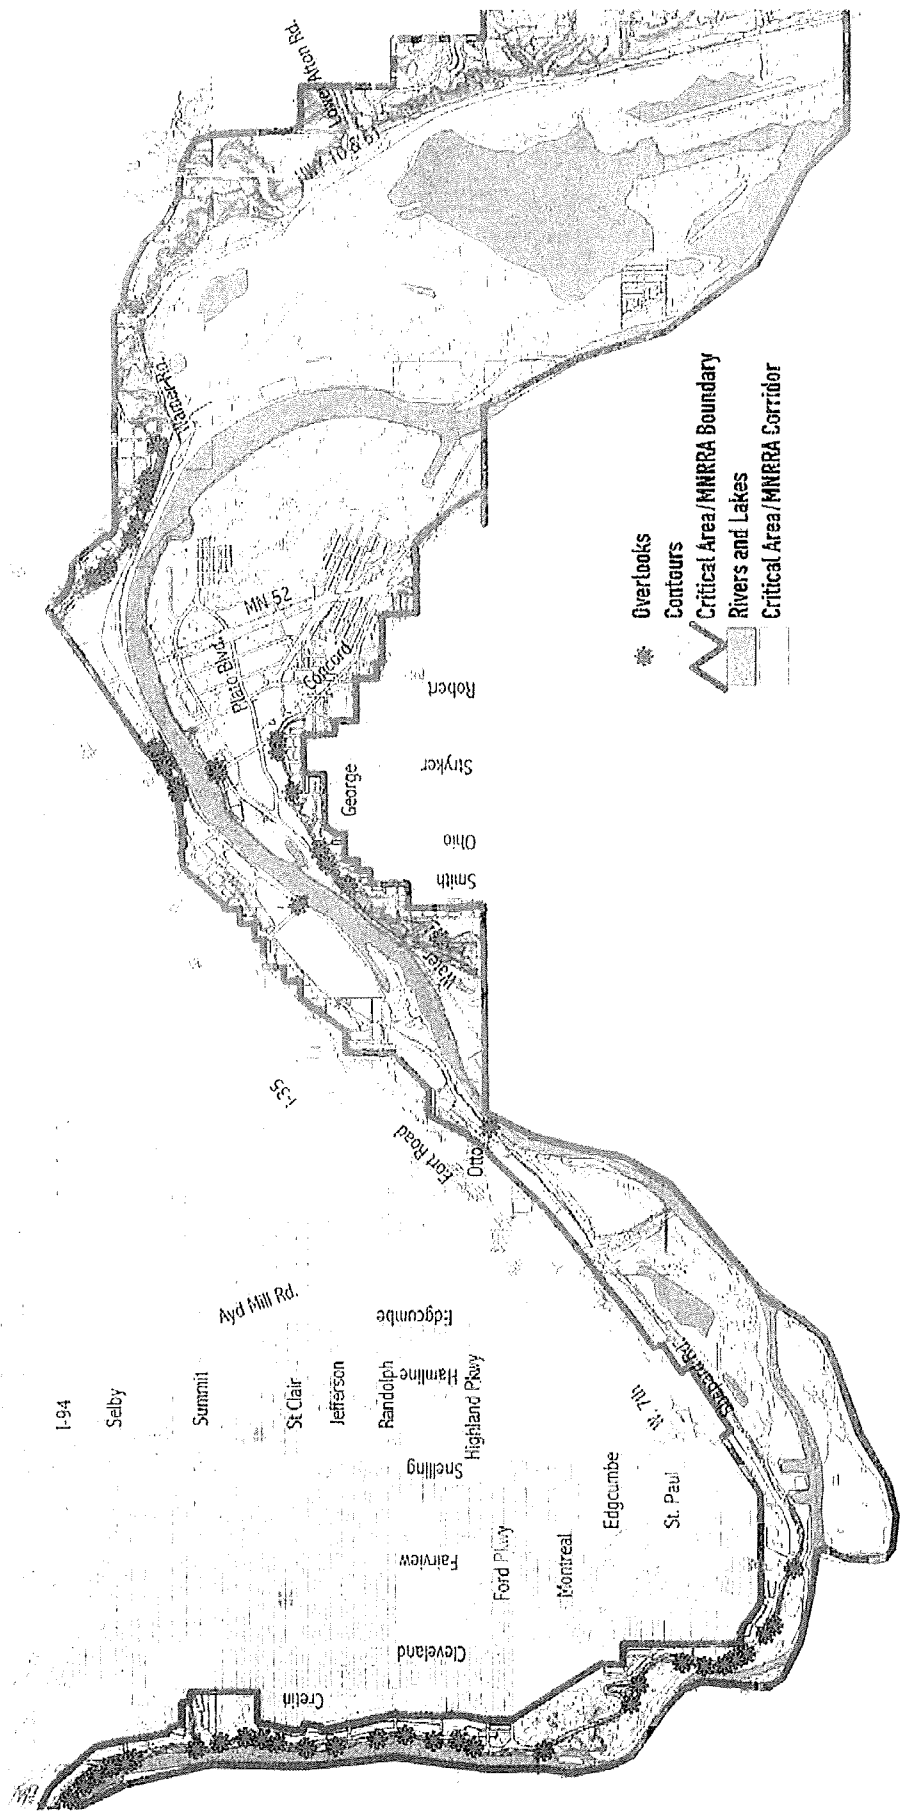 Lower Afton Rd.
HWY 10 & 61
Warner Rd.
MN 52
Plato Blvd.
Concord
Robert
Stryker
George
Ohio
Smith
Water
I-35
Fort Road
Otto
Ayd Mill Rd.
Edgcumbe
I-94
Selby
Summit
St Clair
Jefferson
Randolph
Hamline
Highland Pkwy
Snelling
W. 7th
Shepard Rd.
Edgcumbe
St. Paul
Fairview
Ford Pkwy
Montreal
Cleveland
Cretin
Overlooks
Contours
Critical Area/MNRRA Boundary
Rivers and Lakes
Critical Area/MNRRA Corridor